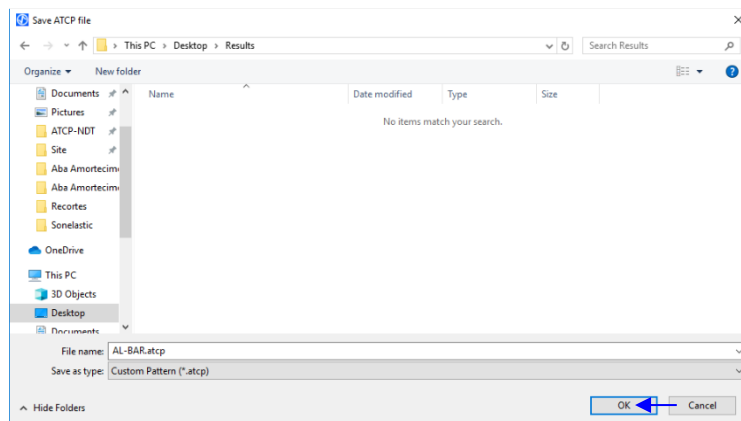 Save ATCP file
This PC > Desktop > Results
Search Results
Organize
New folder
Documents
Pictures
ATCP-NDT
Site
Aba Amortecim
Aba Amortecim
Recortes
Sonelastic
OneDrive
This PC
3D Objects
Desktop
Documents
Name Date modified Type Size
No items match your search.
File name: AL-BAR.atcp
Save as type: Custom Pattern (*.atcp)
Hide Folders
OK
Cancel